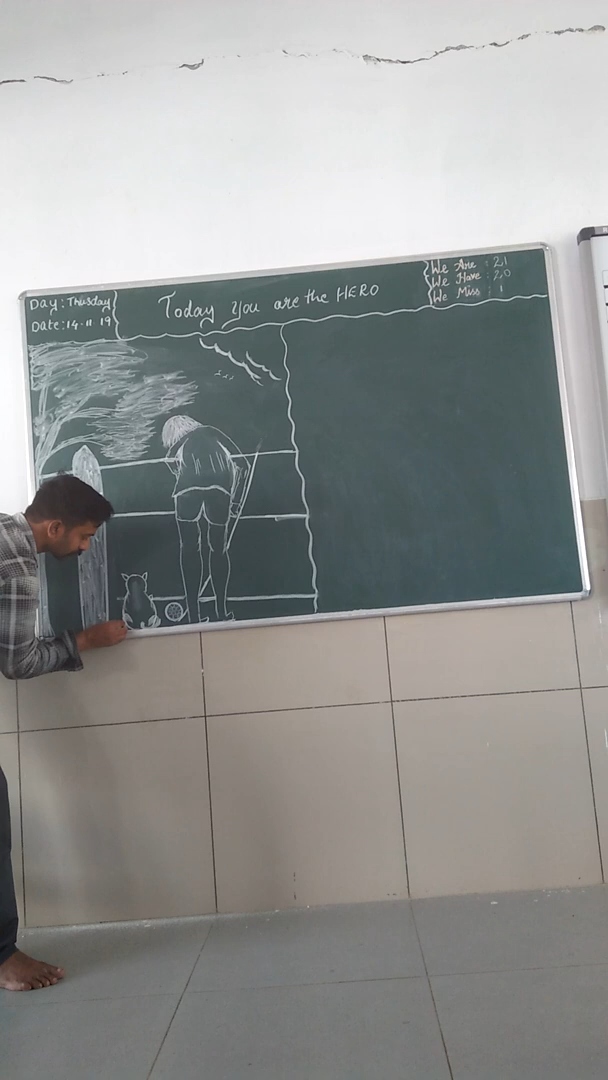 Day: Thusday
Date: 14-11 19
Today you are the HERO
We Are : 21
We Have : 20
We Miss : 1